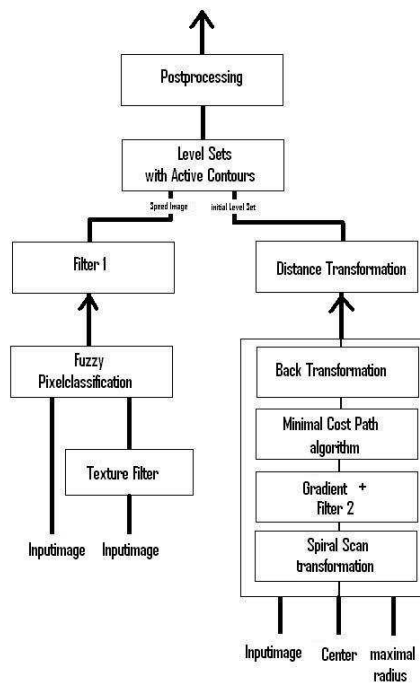 Postprocessing
Level Sets
with Active Contours
Speed Image
initial Level Set
Filter 1
Distance Transformation
Fuzzy
Pixelclassification
Back Transformation
Minimal Cost Path
algorithm
Texture Filter
Gradient +
Filter 2
Spiral Scan
transformation
Inputimage
Inputimage
Inputimage
Center
maximal
radius